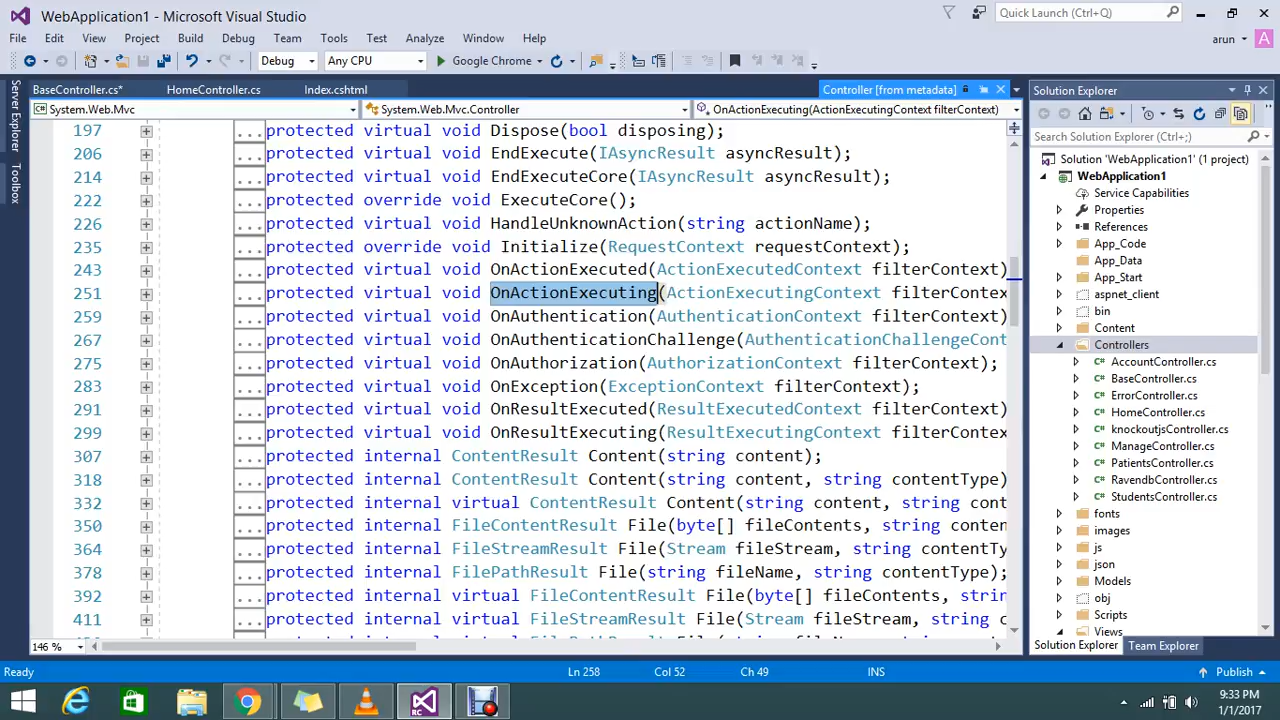 WebApplication1 - Microsoft Visual Studio
Quick Launch (Ctrl+Q)
File Edit View Project Build Debug Team Tools Test Analyze Window Help
arun A
Debug Any CPU Google Chrome
Server Explorer
Toolbox
BaseController.cs* HomeController.cs Index.cshtml Controller [from metadata]
System.Web.Mvc System.Web.Mvc.Controller OnActionExecuting(ActionExecutingContext filterContext)
197 ... protected virtual void Dispose(bool disposing);
206 ... protected virtual void EndExecute(IAsyncResult asyncResult);
214 ... protected virtual void EndExecuteCore(IAsyncResult asyncResult);
222 ... protected override void ExecuteCore();
226 ... protected virtual void HandleUnknownAction(string actionName);
235 ... protected override void Initialize(RequestContext requestContext);
243 ... protected virtual void OnActionExecuted(ActionExecutedContext filterContext)
251 ... protected virtual void OnActionExecuting(ActionExecutingContext filterContex
259 ... protected virtual void OnAuthentication(AuthenticationContext filterContext)
267 ... protected virtual void OnAuthenticationChallenge(AuthenticationChallengeCont
275 ... protected virtual void OnAuthorization(AuthorizationContext filterContext);
283 ... protected virtual void OnException(ExceptionContext filterContext);
291 ... protected virtual void OnResultExecuted(ResultExecutedContext filterContext)
299 ... protected virtual void OnResultExecuting(ResultExecutingContext filterContex
307 ... protected internal ContentResult Content(string content);
318 ... protected internal ContentResult Content(string content, string contentType)
332 ... protected internal virtual ContentResult Content(string content, string cont
350 ... protected internal FileContentResult File(byte[] fileContents, string conten
364 ... protected internal FileStreamResult File(Stream fileStream, string contentTy
378 ... protected internal FilePathResult File(string fileName, string contentType);
392 ... protected internal virtual FileContentResult File(byte[] fileContents, strin
411 ... protected internal virtual FileStreamResult File(Stream fileStream, string c
146 %
Solution Explorer
Search Solution Explorer (Ctrl+;)
Solution 'WebApplication1' (1 project)
WebApplication1
Service Capabilities
Properties
References
App_Code
App_Data
App_Start
aspnet_client
bin
Content
Controllers
AccountController.cs
BaseController.cs
ErrorController.cs
HomeController.cs
knockoutjsController.cs
ManageController.cs
PatientsController.cs
RavendbController.cs
StudentsController.cs
fonts
images
js
json
Models
obj
Scripts
Views
Solution Explorer Team Explorer
Ready Ln 258 Col 52 Ch 49 INS Publish
RC
9:33 PM
1/1/2017